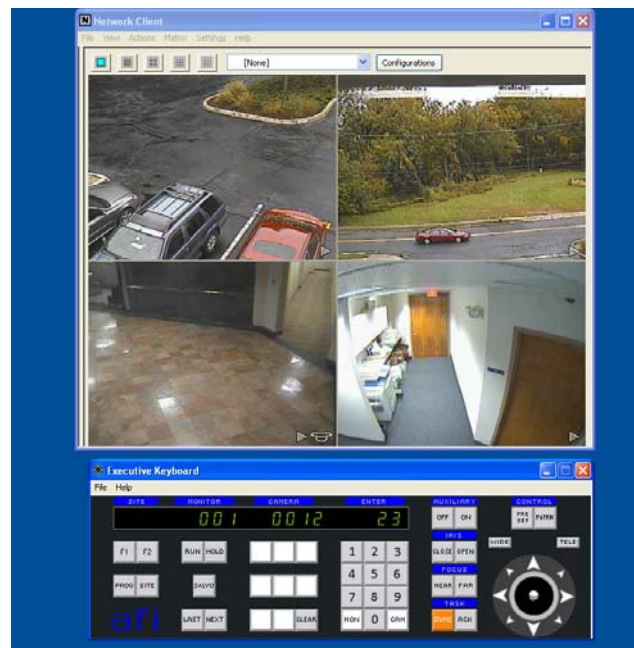 Network Client
File View Actions Matrix Settings Help
[None] Configurations
Executive Keyboard
File Help
SITE MONITOR CAMERA ENTER AUXILIARY CONTROL
001 0012 23 OFF ON PRE SET PATRN
IRIS
WIDE TELE
F1 F2 RUN HOLD 1 2 3 CLOSE OPEN
FOCUS
PROG SITE SALVO 4 5 6 NEAR FAR
7 8 9
TASK
afi LAST NEXT CLEAR MON 0 CAM ACK